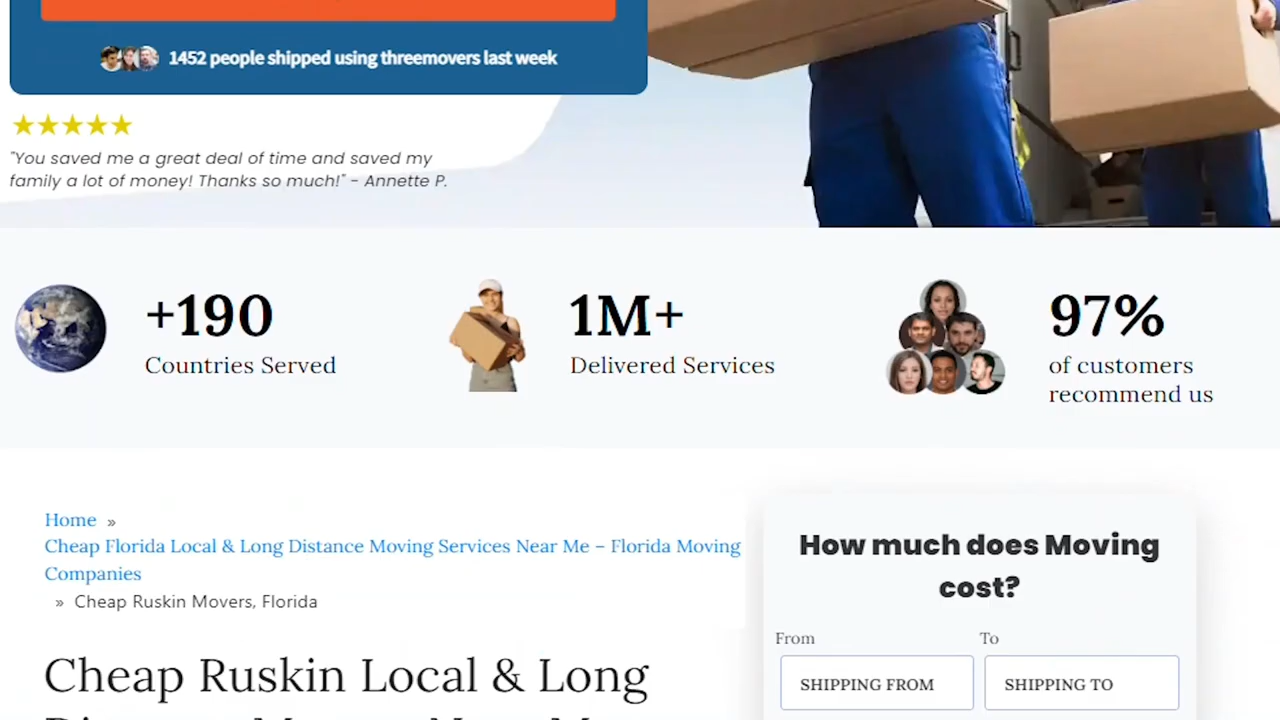 1452 people shipped using threemovers last week
"You saved me a great deal of time and saved my
family a lot of money! Thanks so much!" - Annette P.
+190
Countries Served
1M+
Delivered Services
97%
of customers
recommend us
Home »
Cheap Florida Local & Long Distance Moving Services Near Me – Florida Moving
Companies
» Cheap Ruskin Movers, Florida
Cheap Ruskin Local & Long
How much does Moving
cost?
From
To
SHIPPING FROM
SHIPPING TO